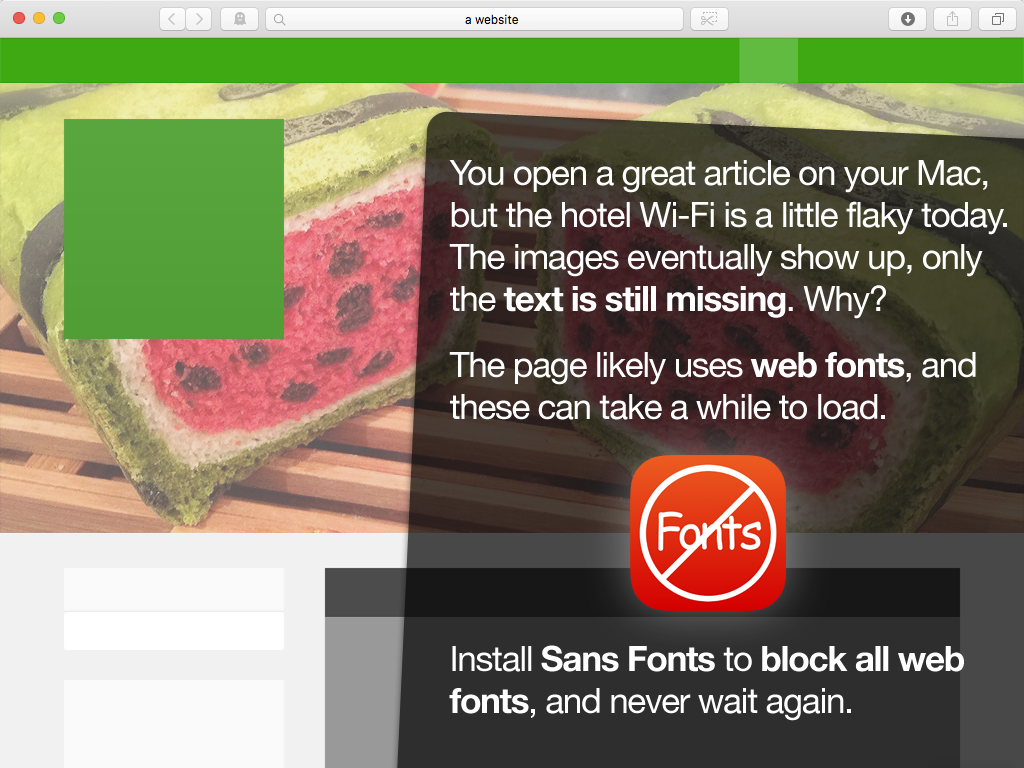 a website
You open a great article on your Mac,
but the hotel Wi-Fi is a little flaky today.
The images eventually show up, only
the text is still missing. Why?
The page likely uses web fonts, and
these can take a while to load.
Fonts
Install Sans Fonts to block all web
fonts, and never wait again.